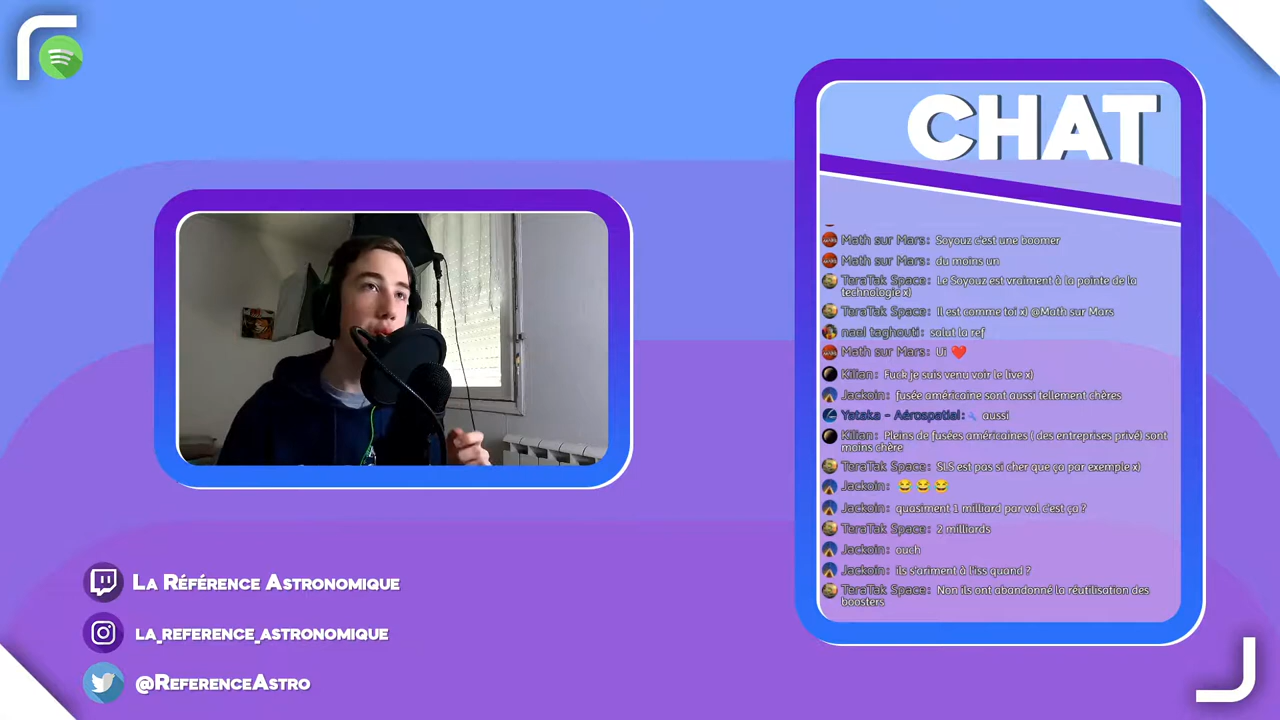 CHAT
Math sur Mars: Soyouz c'est une boomer
Math sur Mars: du moins un
TeraTak Space: Le Soyouz est vraiment à la pointe de la
technologie x)
TeraTak Space: Il est comme toi x) @Math sur Mars
nael taghouti: salut la ref
Math sur Mars: Ui ❤️
Kilian: Fuck je suis venu voir le live x)
Jackoin: fusée américaine sont aussi tellement chères
Yotaka - Aérospatial: aussi
Kilian: Pleins de fusées américaines ( des entreprises privé) sont
moins chère
TeraTak Space: SLS est pas si cher que ça par exemple x)
Jackoin: 😂 😂 😂
Jackoin: quasiment 1 milliard par vol c'est ça ?
TeraTak Space: 2 milliards
Jackoin: ouch
Jackoin: ils s'ariment à l'iss quand ?
TeraTak Space: Non ils ont abandonné la réutilisation des
boosters
La Référence Astronomique
la_reference_astronomique
@ReferenceAstro